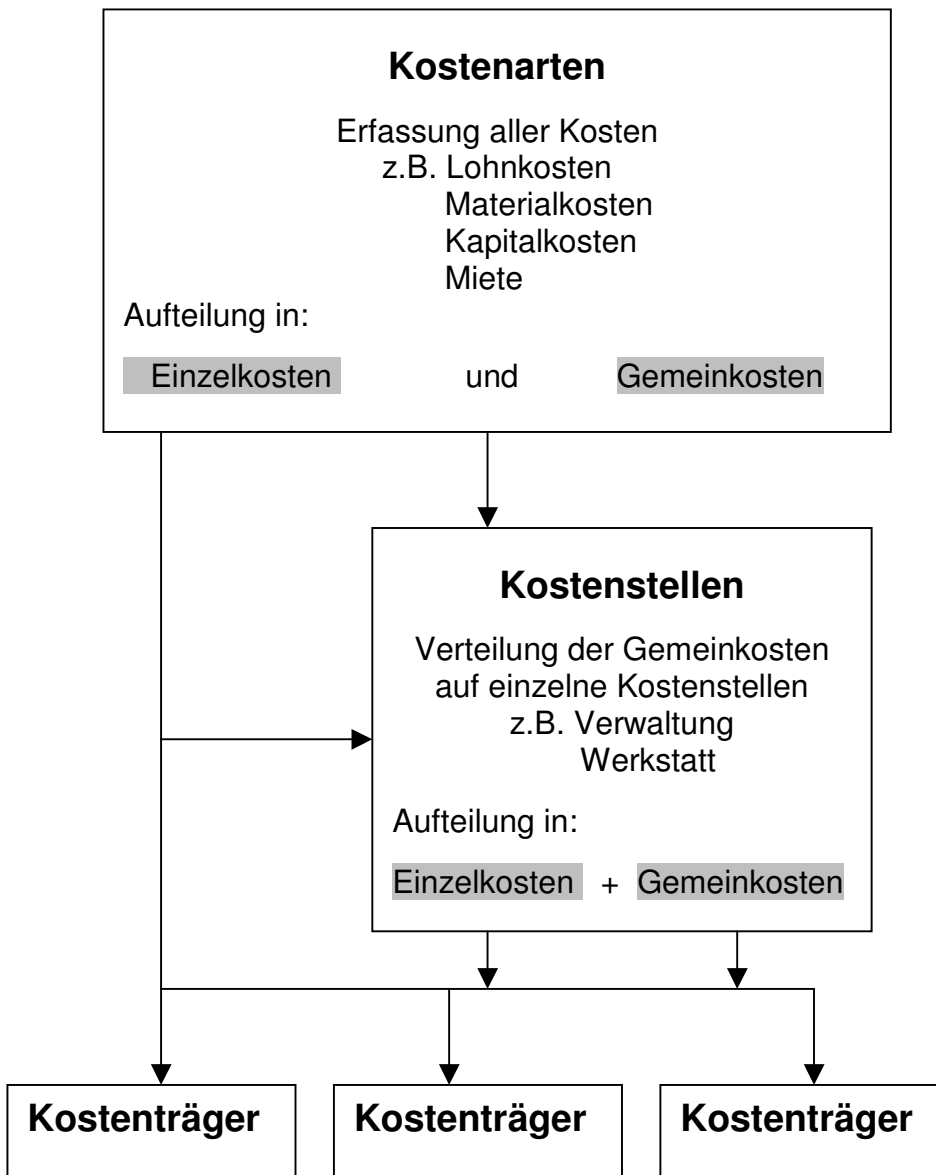 Kostenarten
Erfassung aller Kosten
z.B. Lohnkosten
Materialkosten
Kapitalkosten
Miete
Aufteilung in:
Einzelkosten und Gemeinkosten
Kostenstellen
Verteilung der Gemeinkosten
auf einzelne Kostenstellen
z.B. Verwaltung
Werkstatt
Aufteilung in:
Einzelkosten + Gemeinkosten
Kostenträger Kostenträger Kostenträger